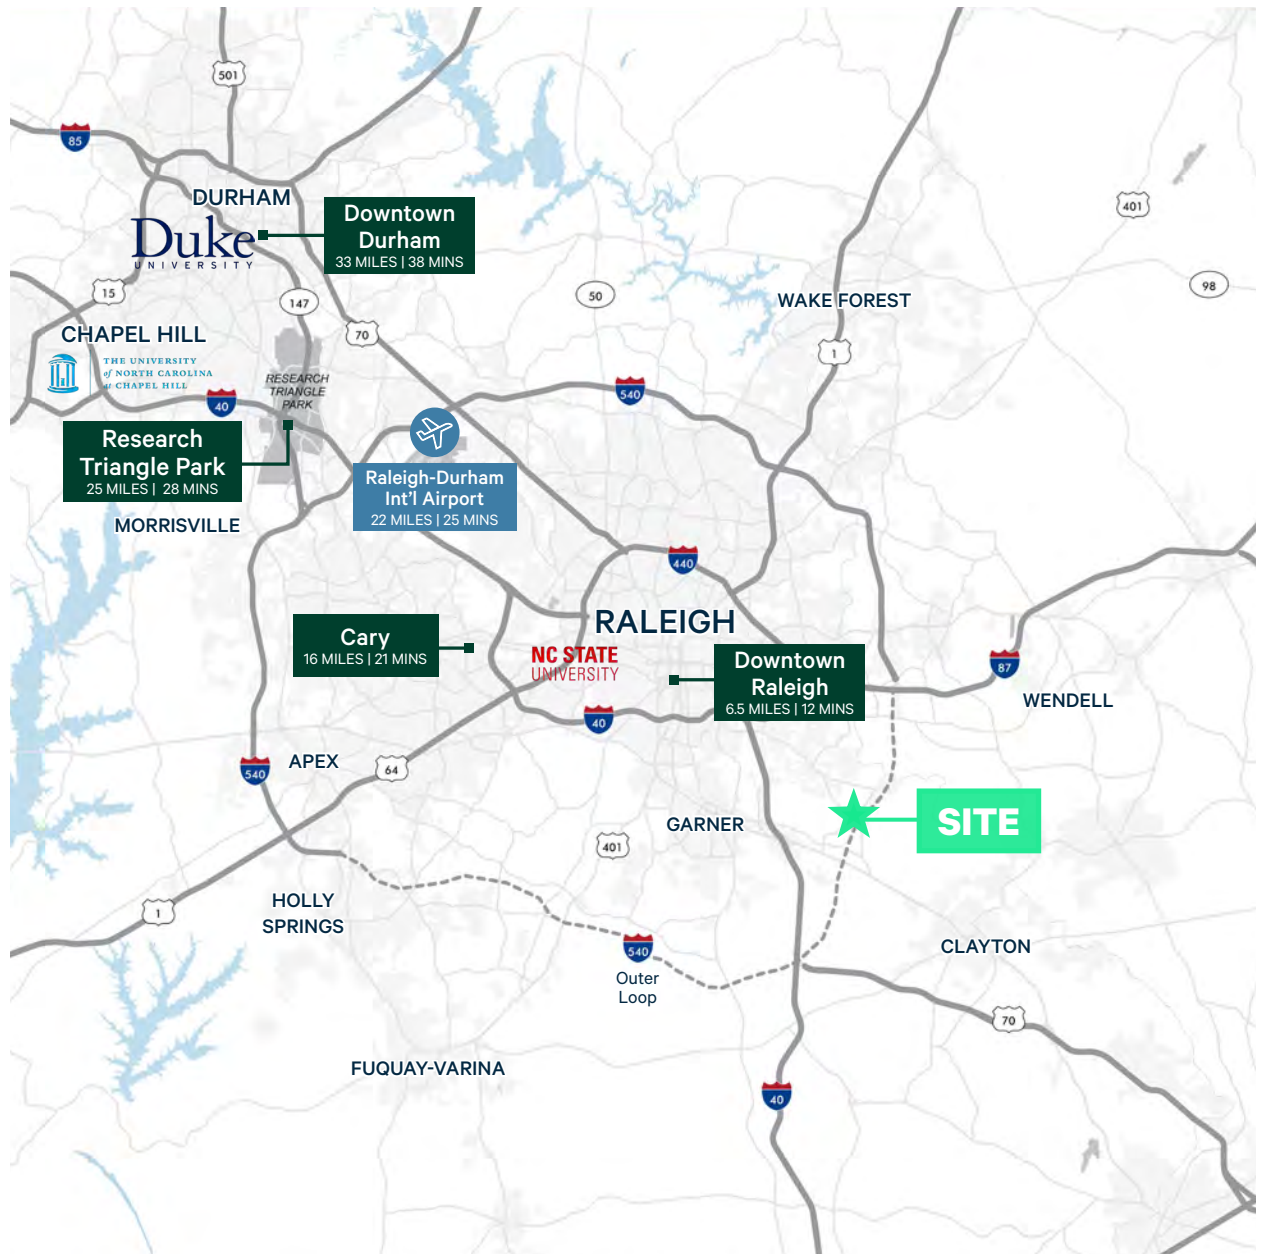 501
85
DURHAM
Duke
UNIVERSITY
Downtown
Durham
33 MILES | 38 MINS
401
98
15
147
50
WAKE FOREST
70
1
CHAPEL HILL
THE UNIVERSITY
of NORTH CAROLINA
at CHAPEL HILL
RESEARCH
TRIANGLE
PARK
40
540
Research
Triangle Park
25 MILES | 28 MINS
Raleigh-Durham
Int'l Airport
22 MILES | 25 MINS
MORRISVILLE
440
RALEIGH
Cary
16 MILES | 21 MINS
NC STATE
UNIVERSITY
Downtown
Raleigh
6.5 MILES | 12 MINS
87
WENDELL
40
APEX
64
540
SITE
GARNER
401
HOLLY
SPRINGS
1
540
Outer
Loop
CLAYTON
70
FUQUAY-VARINA
40